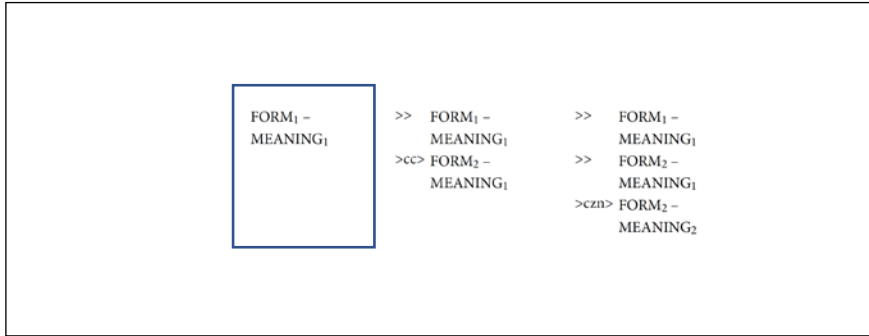 FORM₁ – >> FORM₁ – >> FORM₁ –
MEANING₁ MEANING₁ MEANING₁
>cc> FORM₂ – >> FORM₂ –
MEANING₁ MEANING₁
>czn> FORM₂ –
MEANING₂